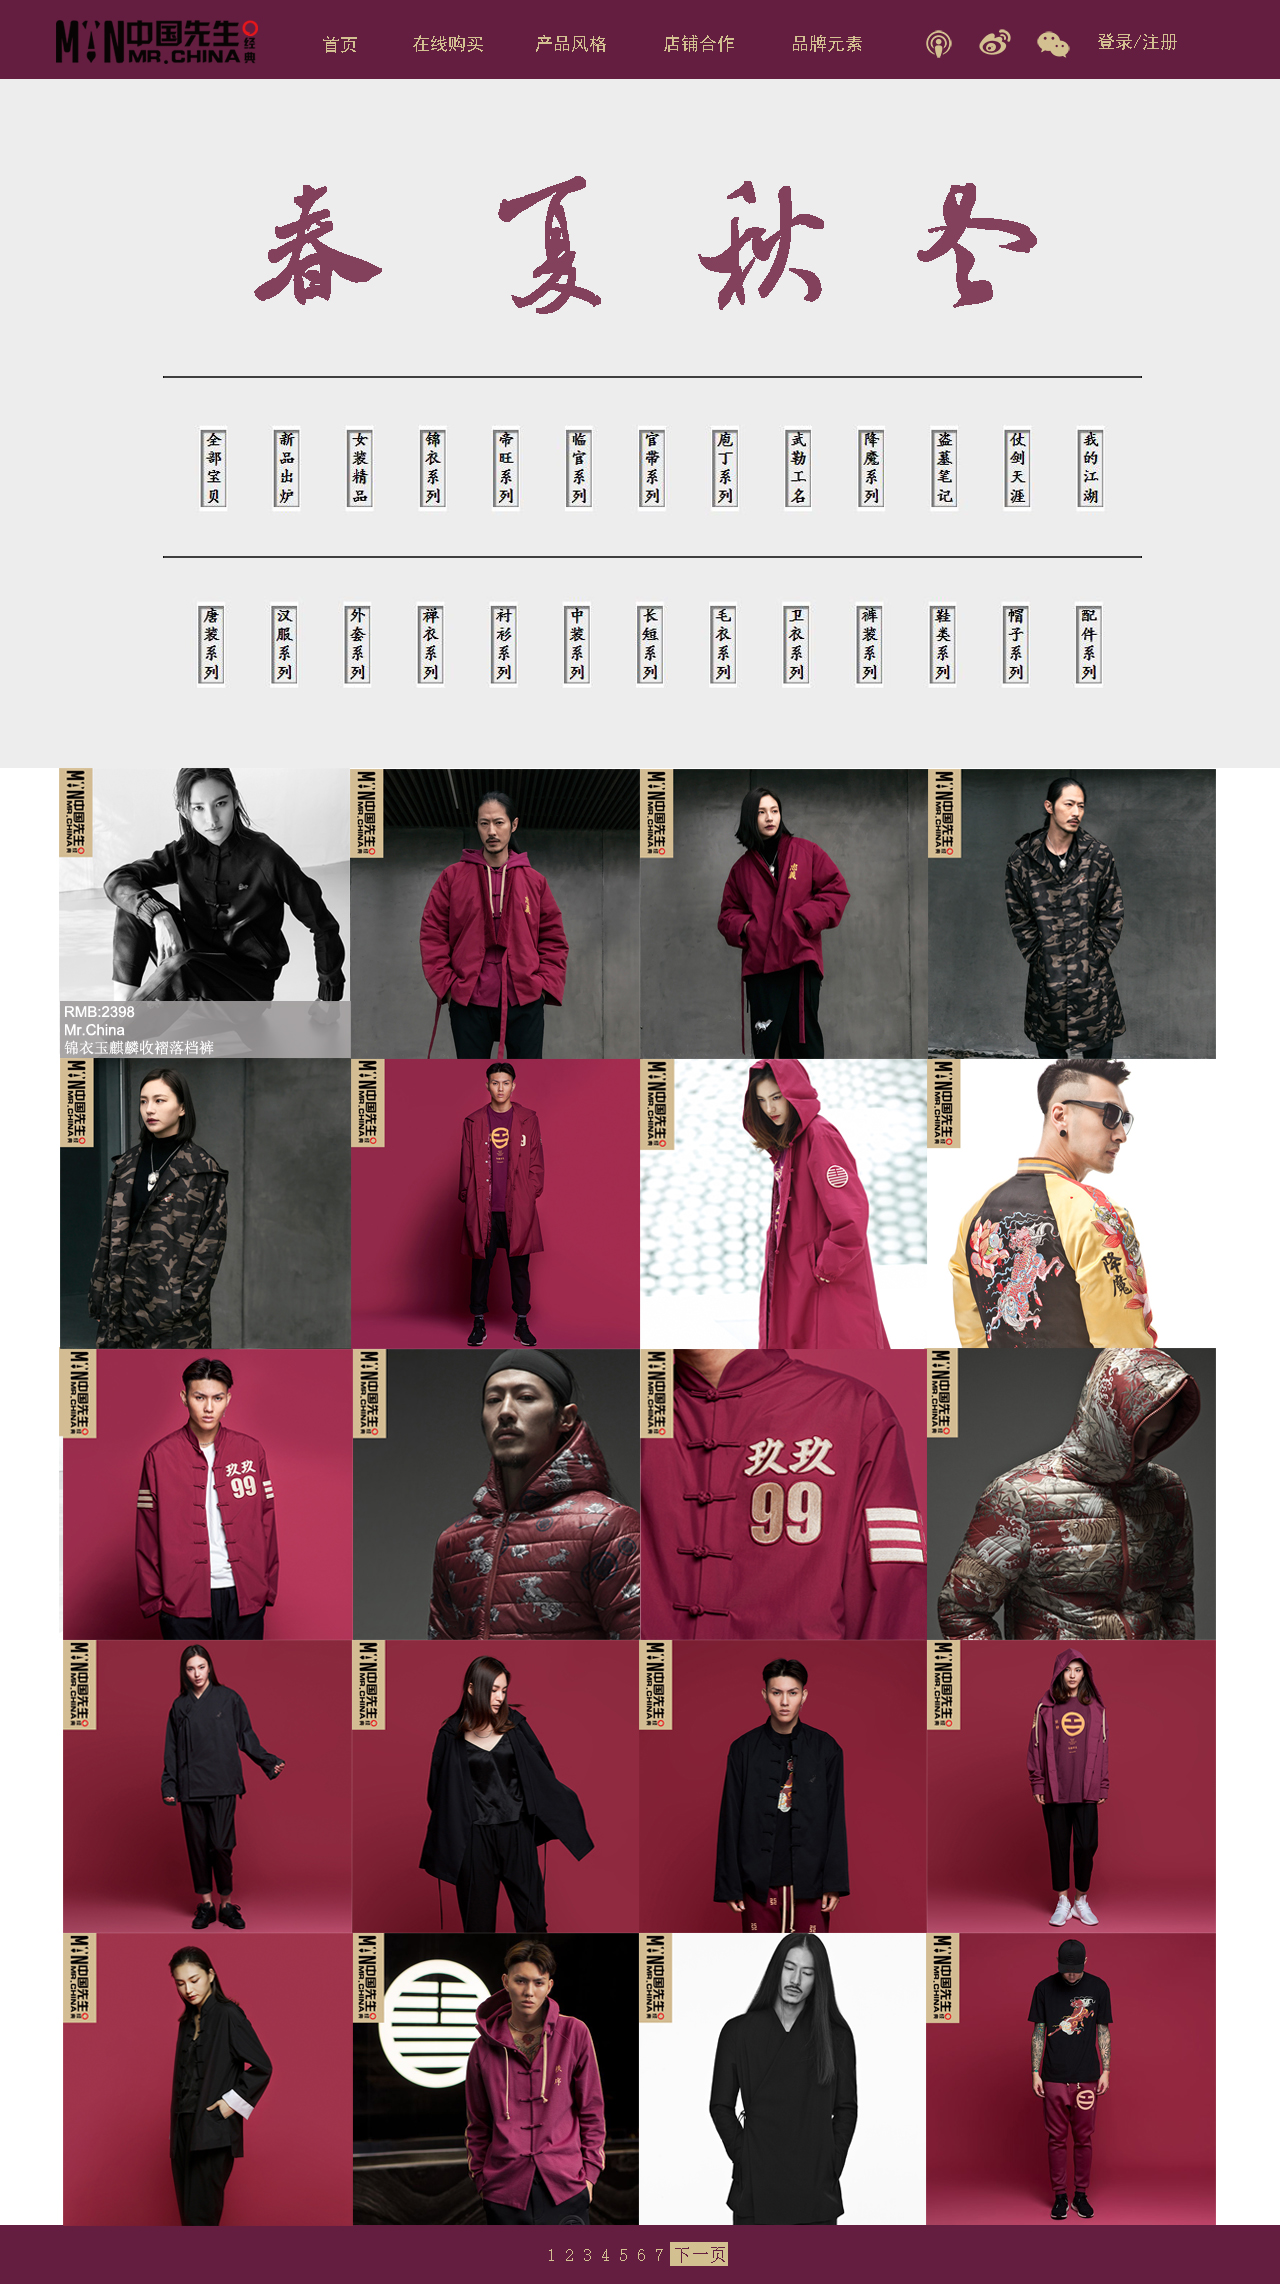 MAN中国先生经典
MR.CHINA
首页 在线购买 产品风格 店铺合作 品牌元素 登录/注册
春 夏 秋 冬
全部宝贝 新品出炉 女装精品 锦衣系列 帝旺系列 临官系列 官带系列 庖丁系列 武勒工名 降魔系列 盗墓笔记 仗剑天涯 我的江湖
唐装系列 汉服系列 外套系列 禅衣系列 衬衫系列 中装系列 长短系列 毛衣系列 卫衣系列 裤装系列 鞋类系列 帽子系列 配件系列
RMB:2398
Mr.China
锦衣玉麒麟收褶落档裤
降魔
玖玖
99
玖玖
99
秩序
1 2 3 4 5 6 7 下一页